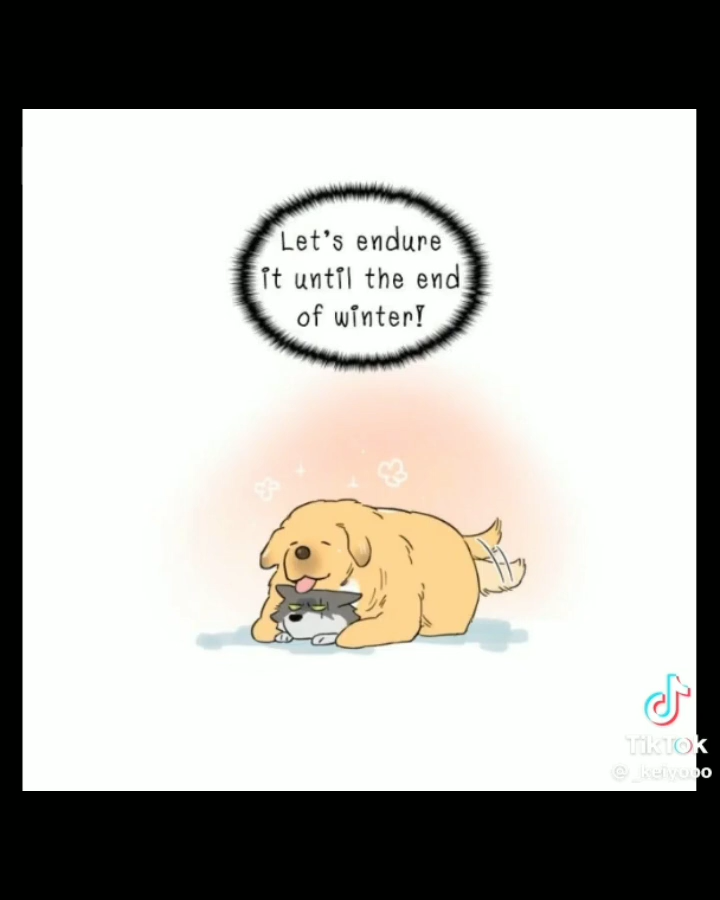 Let's endure
it until the end
of winter!
TikTok